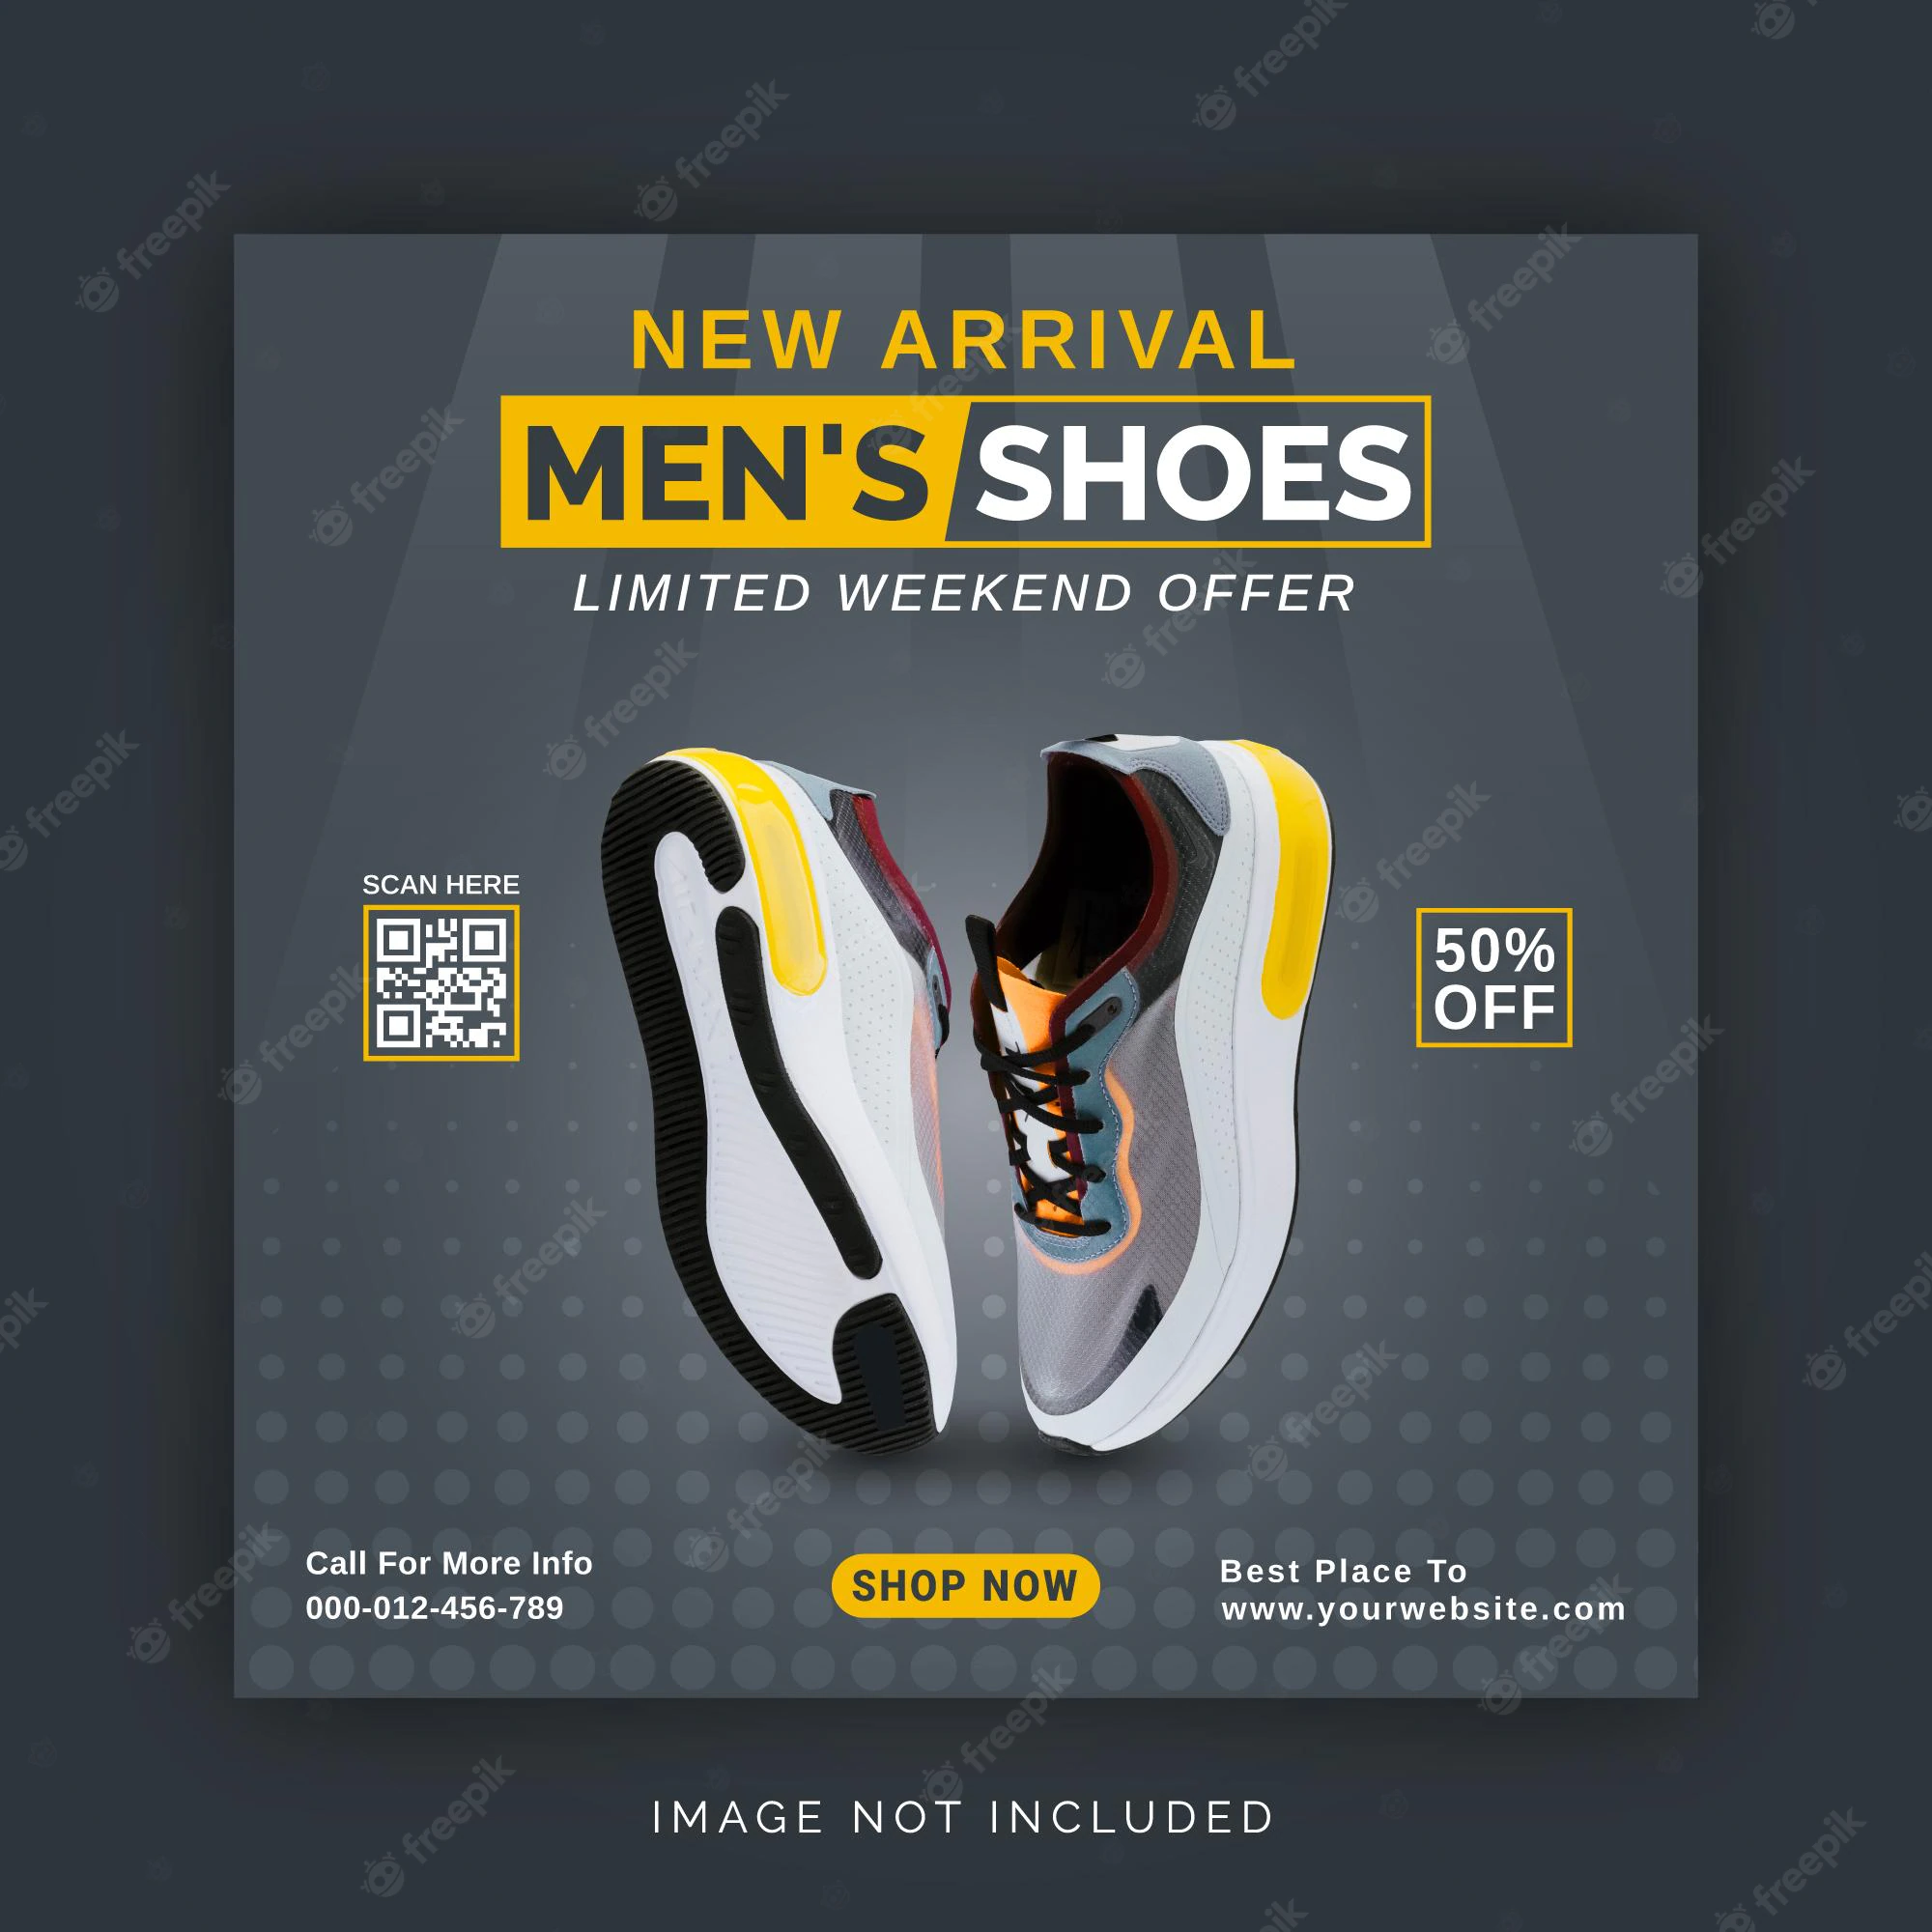 NEW ARRIVAL
MEN'S SHOES
LIMITED WEEKEND OFFER
SCAN HERE
50%
OFF
Call For More Info
000-012-456-789
SHOP NOW
Best Place To
www.yourwebsite.com
IMAGE NOT INCLUDED
freepik